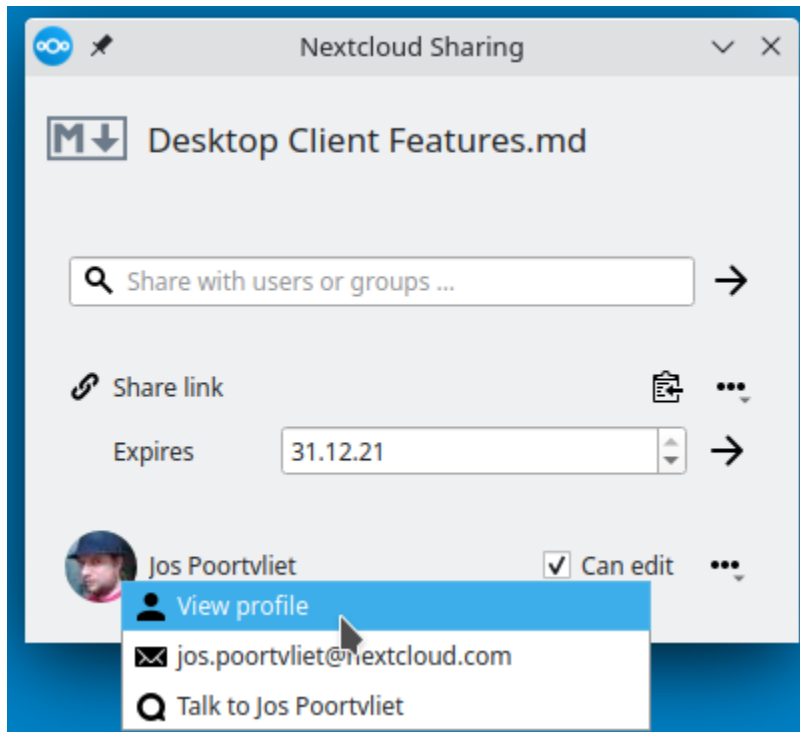 Nextcloud Sharing
Desktop Client Features.md
Share with users or groups ...
Share link
Expires 31.12.21
Jos Poortvliet Can edit
View profile
jos.poortvliet@nextcloud.com
Talk to Jos Poortvliet